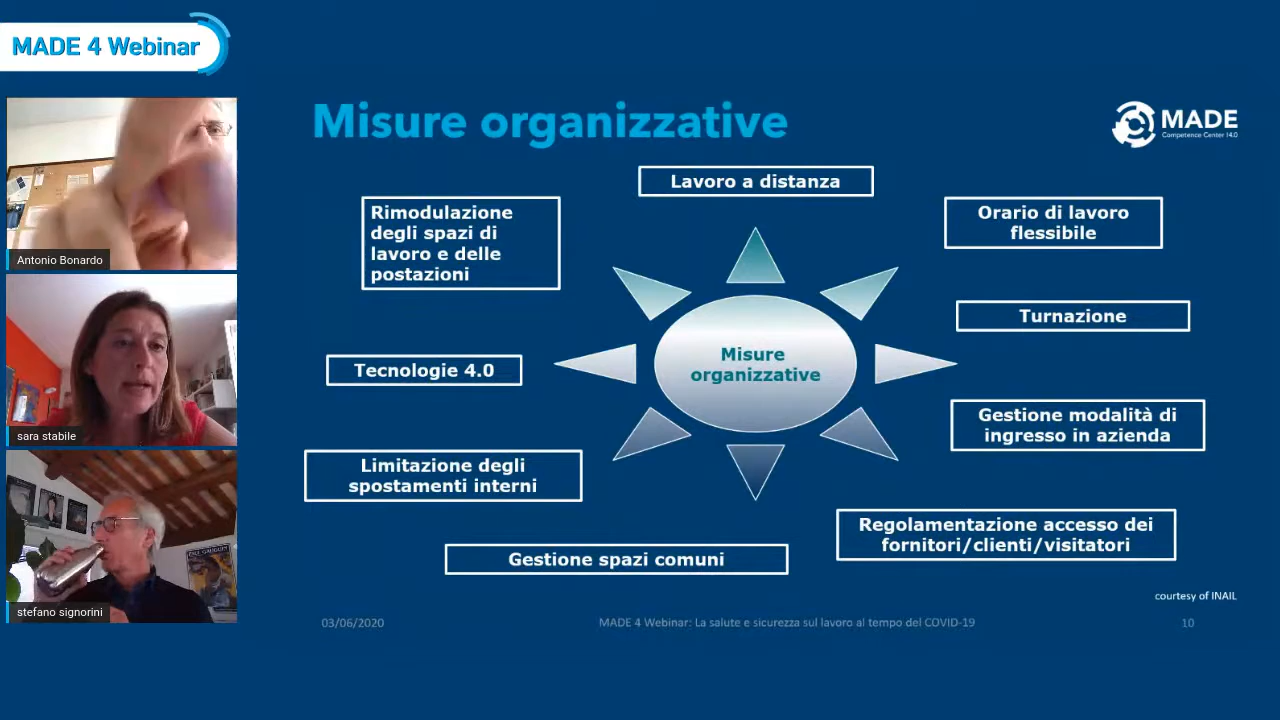 MADE 4 Webinar
Misure organizzative
MADE
Competence Center I4.0
Lavoro a distanza
Rimodulazione
degli spazi di
lavoro e delle
postazioni
Orario di lavoro
flessibile
Turnazione
Misure
organizzative
Tecnologie 4.0
Gestione modalità di
ingresso in azienda
Limitazione degli
spostamenti interni
Regolamentazione accesso dei
fornitori/clienti/visitatori
Gestione spazi comuni
courtesy of INAIL
03/06/2020
MADE 4 Webinar: La salute e sicurezza sul lavoro al tempo del COVID-19
10
Antonio Bonardo
sara stabile
stefano signorini